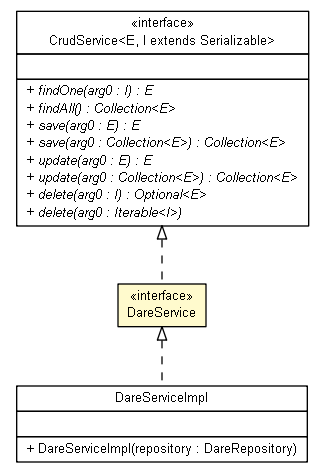 «interface»
CrudService<E, I extends Serializable>
+ findOne(arg0 : I) : E
+ findAll() : Collection<E>
+ save(arg0 : E) : E
+ save(arg0 : Collection<E>) : Collection<E>
+ update(arg0 : E) : E
+ update(arg0 : Collection<E>) : Collection<E>
+ delete(arg0 : I) : Optional<E>
+ delete(arg0 : Iterable<I>)
«interface»
DareService
DareServiceImpl
+ DareServiceImpl(repository : DareRepository)